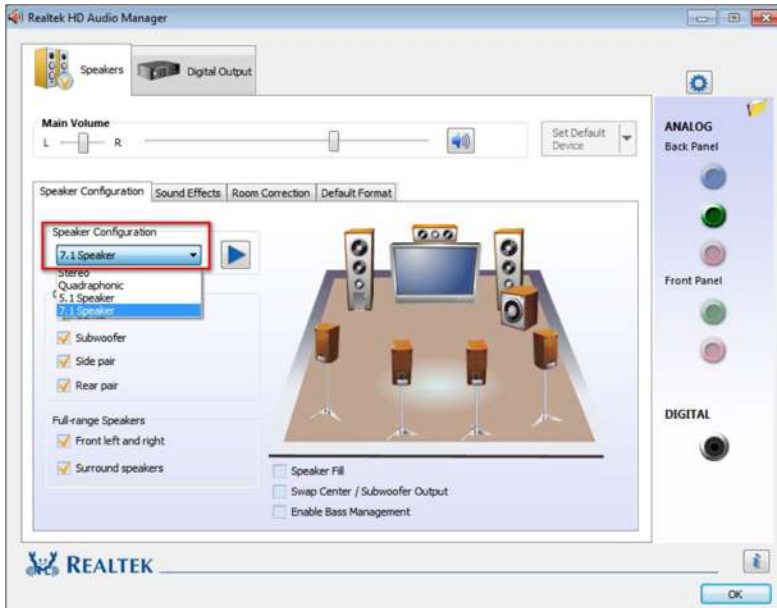 Realtek HD Audio Manager
Speakers
Digital Output
Main Volume
L
R
Set Default
Device
Speaker Configuration
Sound Effects
Room Correction
Default Format
Speaker Configuration
7.1 Speaker
Stereo
Quadraphonic
5.1 Speaker
7.1 Speaker
Subwoofer
Side pair
Rear pair
Full-range Speakers
Front left and right
Surround speakers
Speaker Fill
Swap Center / Subwoofer Output
Enable Bass Management
ANALOG
Back Panel
Front Panel
DIGITAL
REALTEK
i
OK